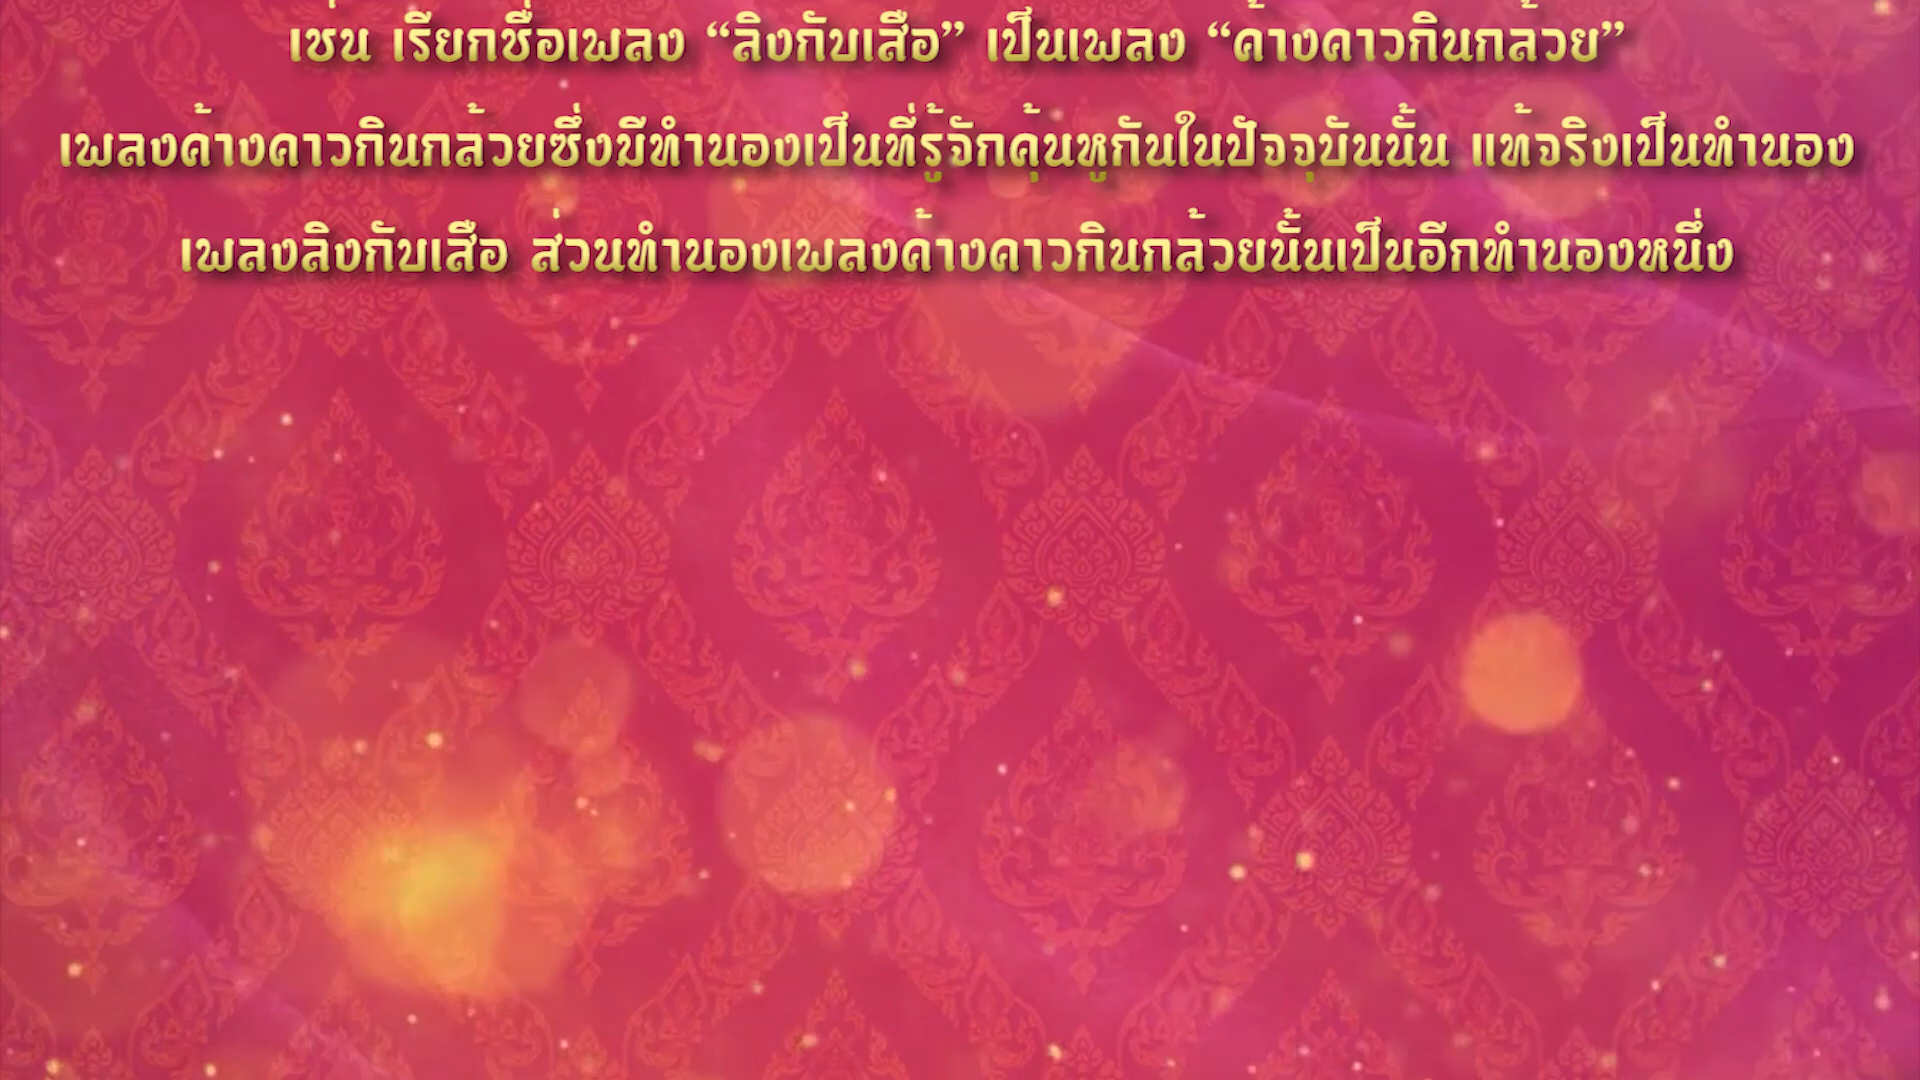 เช่น เรียกชื่อเพลง “ลิงกับเสือ” เป็นเพลง “ค้างคาวกินกล้วย”
เพลงค้างคาวกินกล้วยซึ่งมีทำนองเป็นที่รู้จักคุ้นหูกันในปัจจุบันนั้น แท้จริงเป็นทำนอง
เพลงลิงกับเสือ ส่วนทำนองเพลงค้างคาวกินกล้วยนั้นเป็นอีกทำนองหนึ่ง